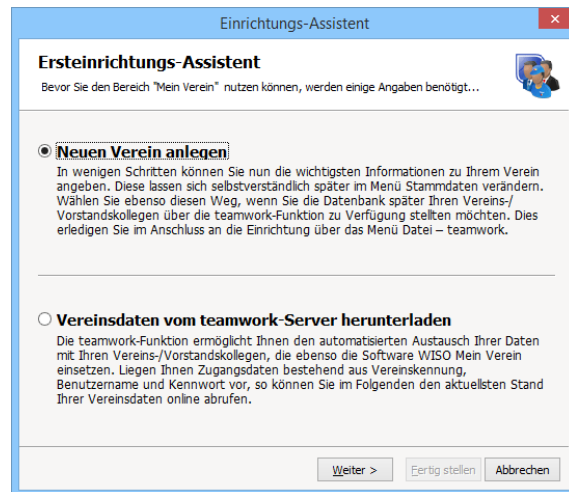 Einrichtungs-Assistent
Ersteinrichtungs-Assistent
Bevor Sie den Bereich "Mein Verein" nutzen können, werden einige Angaben benötigt...
Neuen Verein anlegen
In wenigen Schritten können Sie nun die wichtigsten Informationen zu Ihrem Verein
angeben. Diese lassen sich selbstverständlich später im Menü Stammdaten verändern.
Wählen Sie ebenso diesen Weg, wenn Sie die Datenbank später Ihren Vereins-/
Vorstandskollegen über die teamwork-Funktion zu Verfügung stellten möchten. Dies
erledigen Sie im Anschluss an die Einrichtung über das Menü Datei – teamwork.
Vereinsdaten vom teamwork-Server herunterladen
Die teamwork-Funktion ermöglicht Ihnen den automatisierten Austausch Ihrer Daten
mit Ihren Vereins-/Vorstandskollegen, die ebenso die Software WISO Mein Verein
einsetzen. Liegen Ihnen Zugangsdaten bestehend aus Vereinskennung,
Benutzername und Kennwort vor, so können Sie im Folgenden den aktuellsten Stand
Ihrer Vereinsdaten online abrufen.
Weiter > Fertig stellen Abbrechen